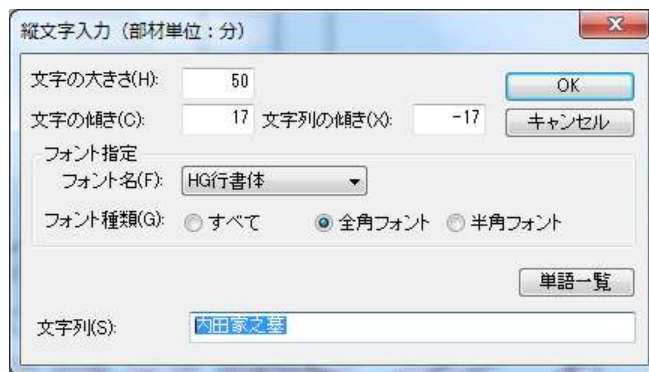 縦文字入力（部材単位：分）
文字の大きさ(H): 50 OK
文字の傾き(C): 17 文字列の傾き(X): -17 キャンセル
フォント指定
フォント名(F): HG行書体
フォント種類(G): すべて 全角フォント 半角フォント
単語一覧
文字列(S): 内田家之墓